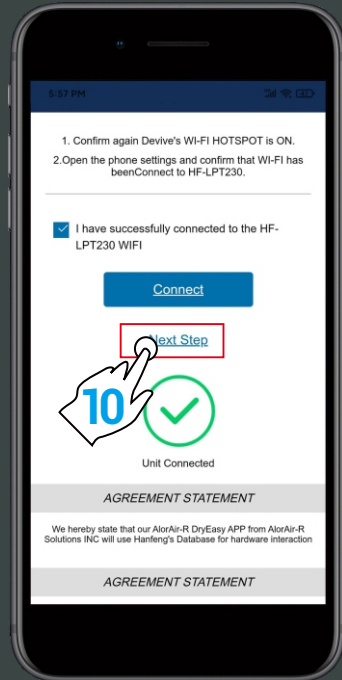 5:57 PM
1. Confirm again Devive's WI-FI HOTSPOT is ON.
2.Open the phone settings and confirm that WI-FI has
beenConnect to HF-LPT230.
I have successfully connected to the HF-
LPT230 WIFI
Connect
Next Step
10
Unit Connected
AGREEMENT STATEMENT
We hereby state that our AlorAir-R DryEasy APP from AlorAir-R
Solutions INC will use Hanfeng's Database for hardware interaction
AGREEMENT STATEMENT